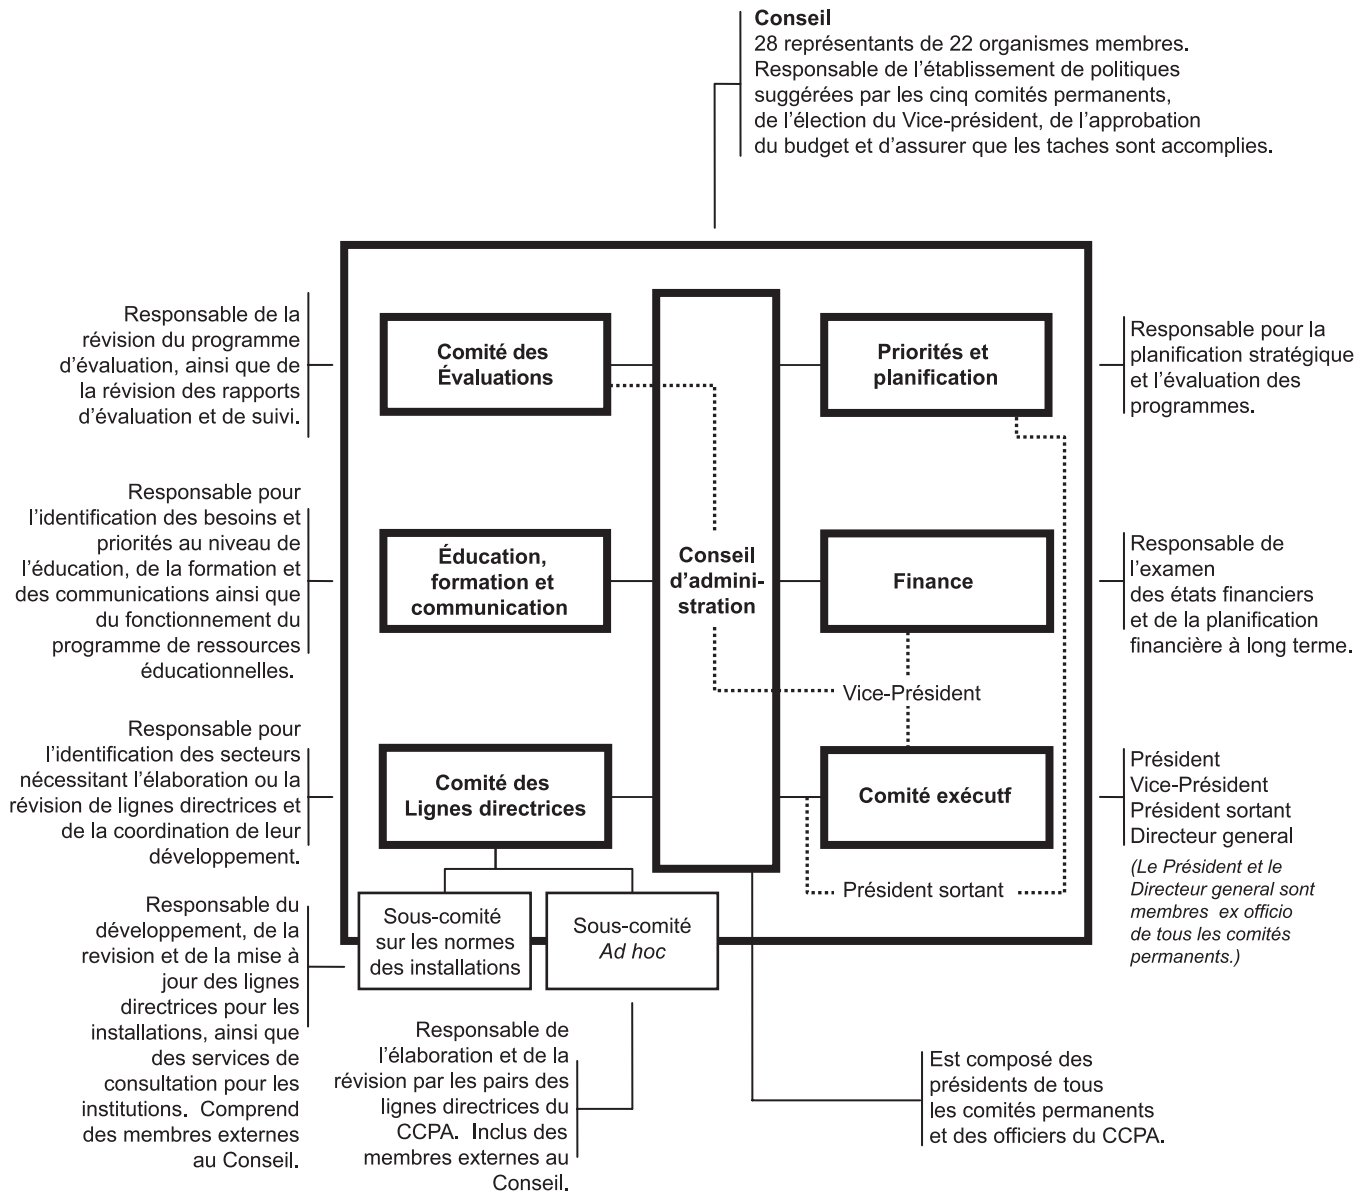 Conseil
28 représentants de 22 organismes membres.
Responsable de l'établissement de politiques
suggérées par les cinq comités permanents,
de l'élection du Vice-président, de l'approbation
du budget et d'assurer que les taches sont accomplies.
Responsable de la
révision du programme
d'évaluation, ainsi que de
la révision des rapports
d'évaluation et de suivi.
Comité des
Évaluations
Priorités et
planification
Responsable pour la
planification stratégique
et l'évaluation des
programmes.
Responsable pour
l'identification des besoins et
priorités au niveau de
l'éducation, de la formation et
des communications ainsi que
du fonctionnement du
programme de ressources
éducationnelles.
Éducation,
formation et
communication
Conseil
d'admini-
stration
Finance
Responsable de
l'examen
des états financiers
et de la planification
financière à long terme.
Vice-Président
Responsable pour
l'identification des secteurs
nécessitant l'élaboration ou la
révision de lignes directrices et
de la coordination de leur
développement.
Comité des
Lignes directrices
Comité exécutf
Président
Vice-Président
Président sortant
Directeur general
(Le Président et le
Directeur general sont
membres ex officio
de tous les comités
permanents.)
Président sortant
Responsable du
développement, de la
revision et de la mise à
jour des lignes
directrices pour les
installations, ainsi que
des services de
consultation pour les
institutions. Comprend
des membres externes
au Conseil.
Sous-comité
sur les normes
des installations
Sous-comité
Ad hoc
Responsable de
l'élaboration et de la
révision par les pairs des
lignes directrices du
CCPA. Inclus des
membres externes au
Conseil.
Est composé des
présidents de tous
les comités permanents
et des officiers du CCPA.